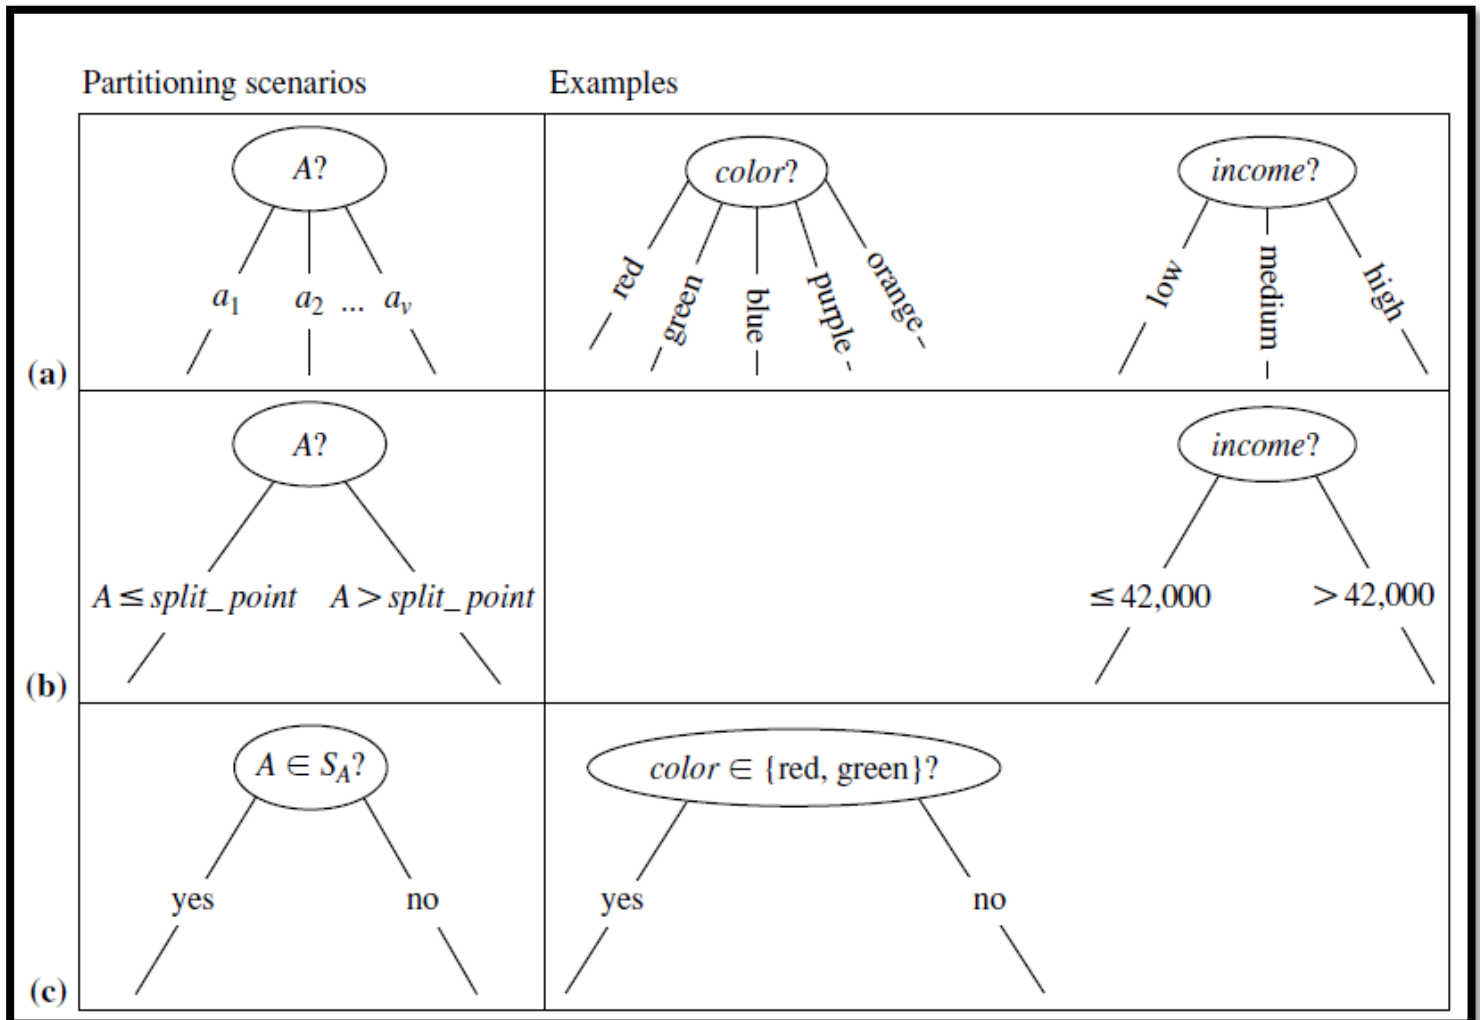 Partitioning scenarios Examples
A? color? income?
a1 a2 ... av red green blue purple orange low medium high
(a)
A? income?
A ≤ split_point A > split_point ≤ 42,000 > 42,000
(b)
A ∈ SA? color ∈ {red, green}?
yes no yes no
(c)